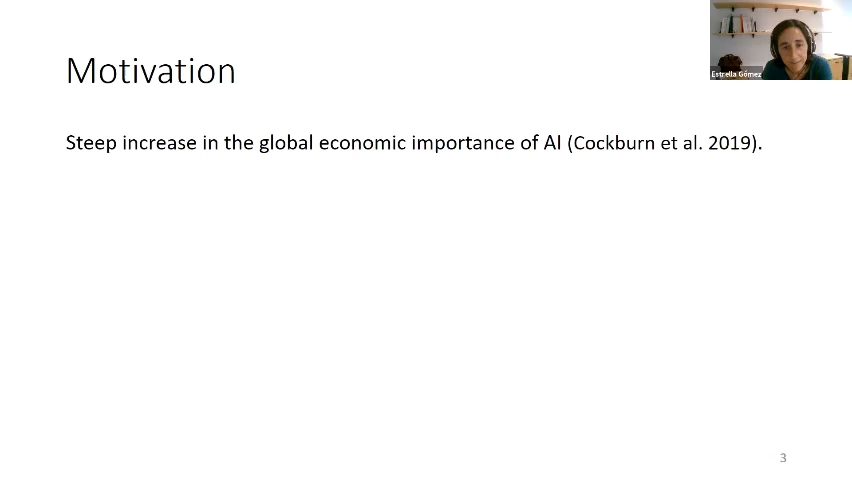 Estrella Gómez
Motivation
Steep increase in the global economic importance of AI (Cockburn et al. 2019).
3